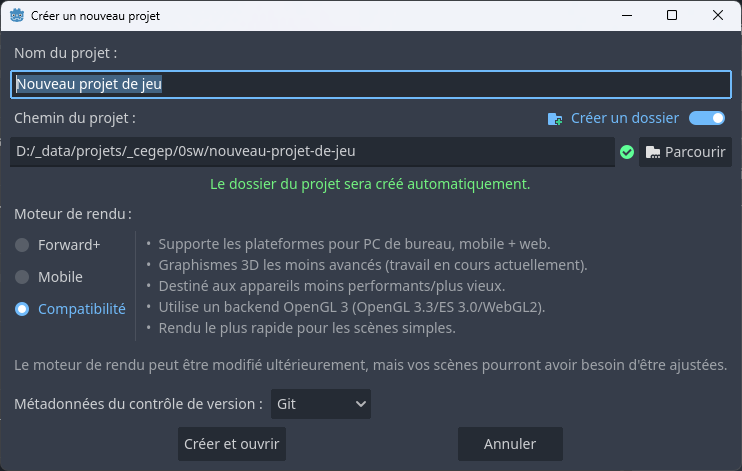 Créer un nouveau projet
Nom du projet :
Nouveau projet de jeu
Chemin du projet :
Créer un dossier
D:/_data/projets/_cegep/0sw/nouveau-projet-de-jeu
Parcourir
Le dossier du projet sera créé automatiquement.
Moteur de rendu :
Forward+
Mobile
Compatibilité
• Supporte les plateformes pour PC de bureau, mobile + web.
• Graphismes 3D les moins avancés (travail en cours actuellement).
• Destiné aux appareils moins performants/plus vieux.
• Utilise un backend OpenGL 3 (OpenGL 3.3/ES 3.0/WebGL2).
• Rendu le plus rapide pour les scènes simples.
Le moteur de rendu peut être modifié ultérieurement, mais vos scènes pourront avoir besoin d'être ajustées.
Métadonnées du contrôle de version : Git
Créer et ouvrir
Annuler